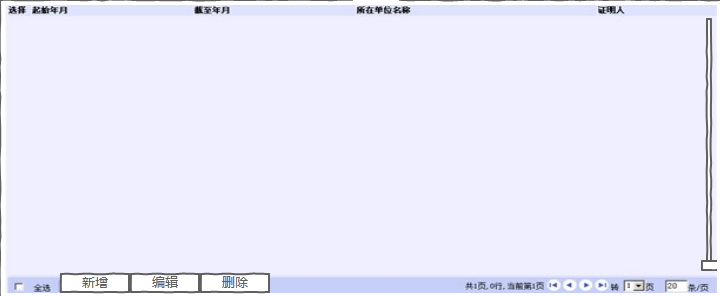 选择 起始年月 截至年月 所在单位名称 证明人
全选 新增 编辑 删除 共1页,0行,当前第1页 转 1 页 20 条/页